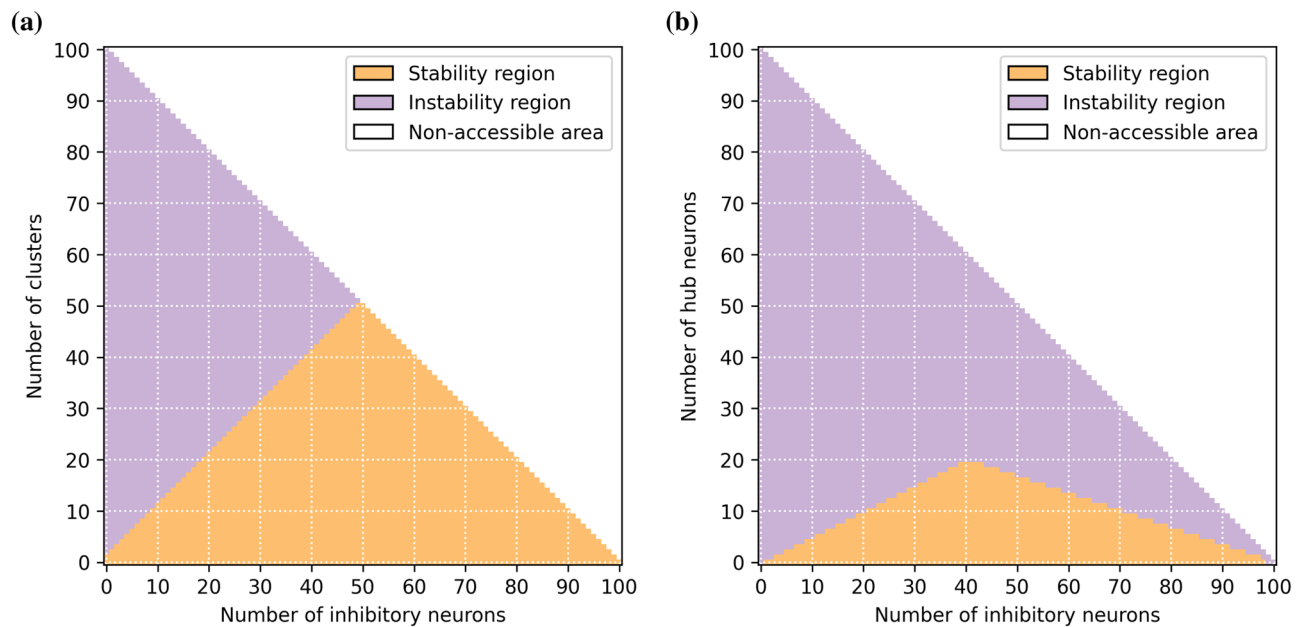 (a)
100
90
80
70
60
50
40
30
20
10
0
Number of clusters
Stability region
Instability region
Non-accessible area
0 10 20 30 40 50 60 70 80 90 100
Number of inhibitory neurons
(b)
100
90
80
70
60
50
40
30
20
10
0
Number of hub neurons
Stability region
Instability region
Non-accessible area
0 10 20 30 40 50 60 70 80 90 100
Number of inhibitory neurons